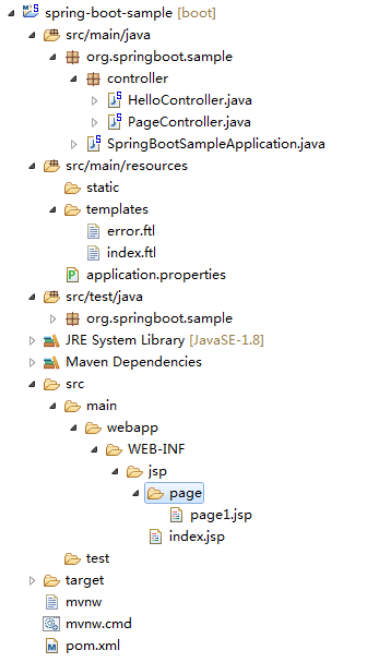 spring-boot-sample [boot]
src/main/java
org.springboot.sample
controller
HelloController.java
PageController.java
SpringBootSampleApplication.java
src/main/resources
static
templates
error.ftl
index.ftl
application.properties
src/test/java
org.springboot.sample
JRE System Library [JavaSE-1.8]
Maven Dependencies
src
main
webapp
WEB-INF
jsp
page
page1.jsp
index.jsp
test
target
mvnw
mvnw.cmd
pom.xml